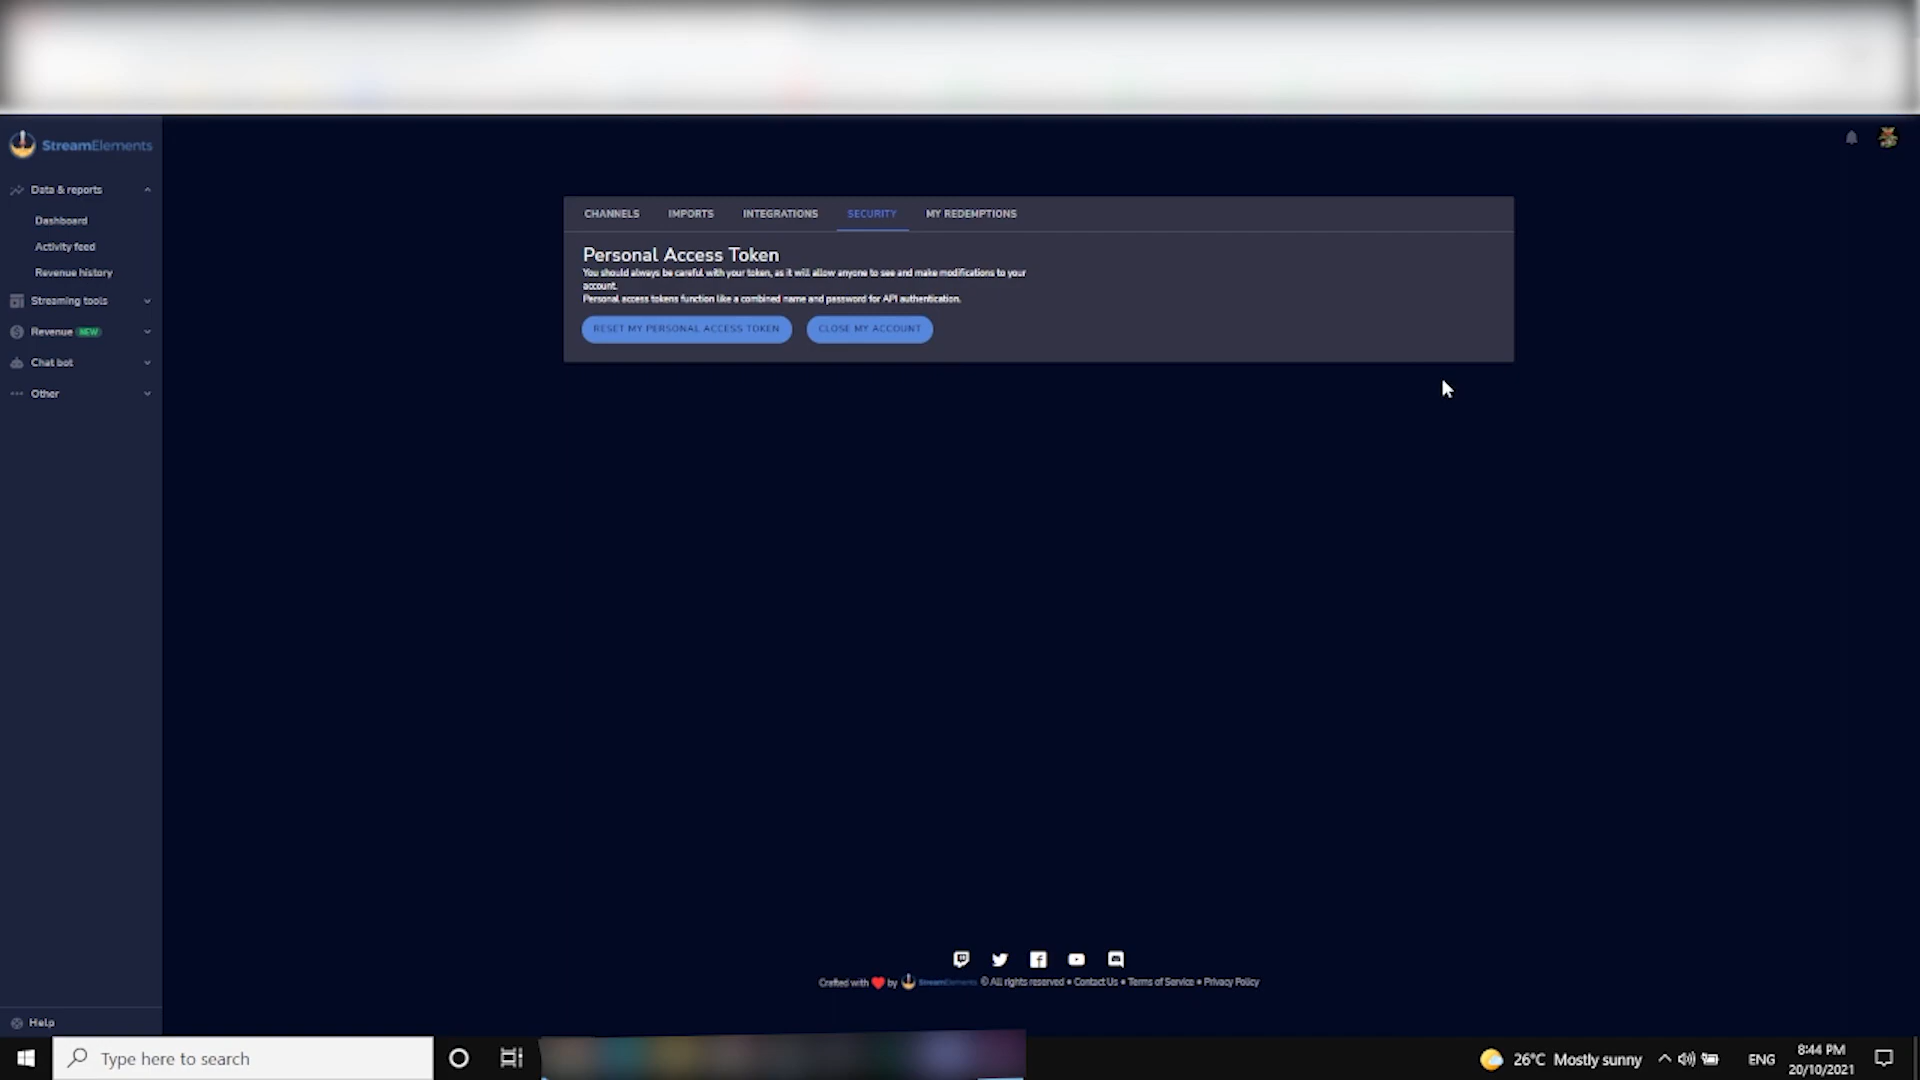 StreamElements
Data & reports
Dashboard
Activity feed
Revenue history
Streaming tools
Revenue NEW
Chat bot
Other
Help
CHANNELS IMPORTS INTEGRATIONS SECURITY MY REDEMPTIONS
Personal Access Token
You should always be careful with your token, as it will allow anyone to see and make modifications to your
account.
Personal access tokens function like a combined name and password for API authentication.
RESET MY PERSONAL ACCESS TOKEN CLOSE MY ACCOUNT
Crafted with ❤ by StreamElements © All rights reserved • Contact Us • Terms of Service • Privacy Policy
Type here to search
26°C Mostly sunny
ENG
8:44 PM
20/10/2021